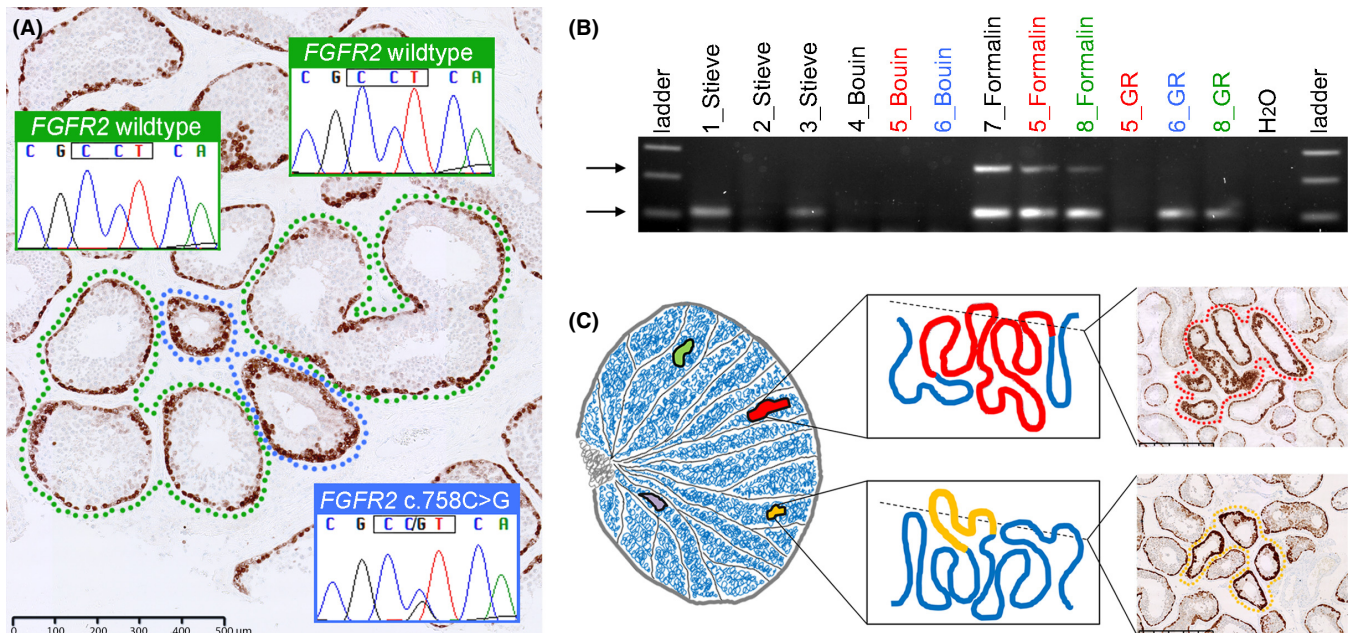 (A)
FGFR2 wildtype
C G C C T C A
FGFR2 wildtype
C G C C T C A
FGFR2 c.758C>G
C G C C/G T C A
0 100 200 300 400 500 um
(B)
ladder
1_Stieve
2_Stieve
3_Stieve
4_Bouin
5_Bouin
6_Bouin
7_Formalin
5_Formalin
8_Formalin
5_GR
6_GR
8_GR
H2O
ladder
(C)